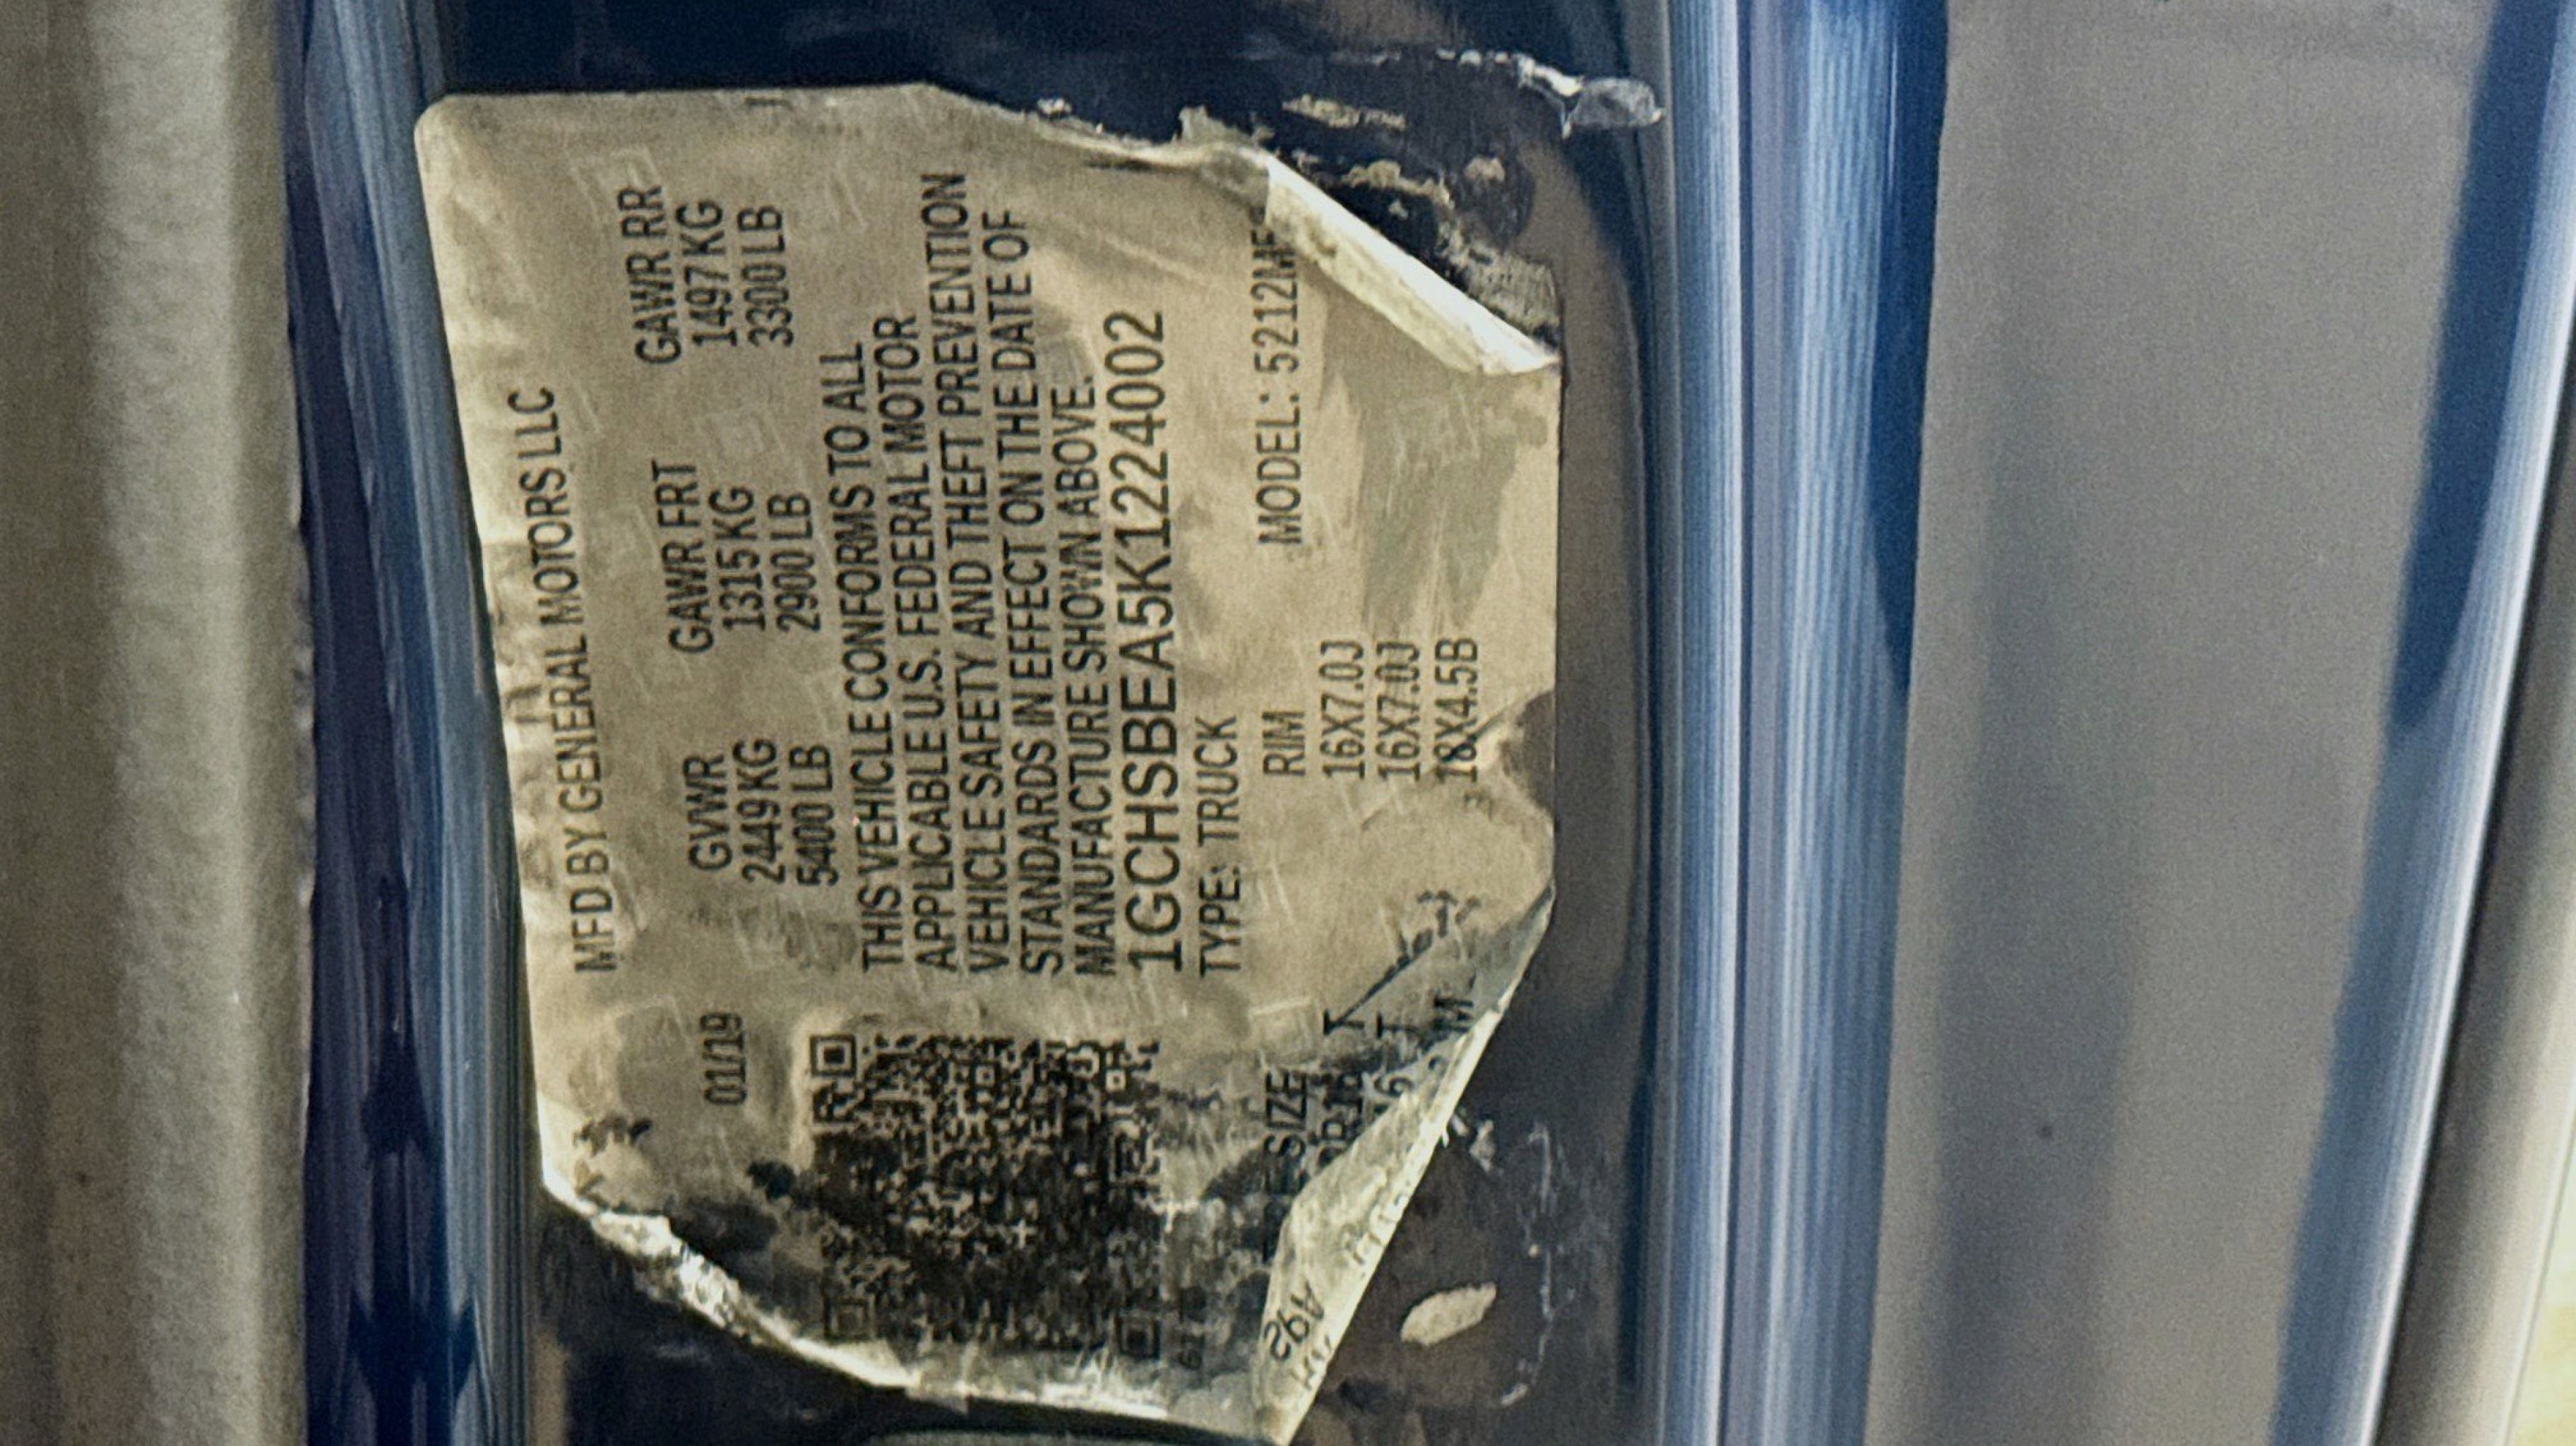 MFD BY GENERAL MOTORS LLC
01/19
GVWR GAWR FRT GAWR RR
2449 KG 1315 KG 1497 KG
5400 LB 2900 LB 3300 LB
THIS VEHICLE CONFORMS TO ALL
APPLICABLE U.S. FEDERAL MOTOR
VEHICLE SAFETY AND THEFT PREVENTION
STANDARDS IN EFFECT ON THE DATE OF
MANUFACTURE SHOWN ABOVE.
1GCHSBEA5K1224002
TYPE: TRUCK MODEL: 5212M
SIZE RIM
16X7.0J
16X7.0J
18X4.5B